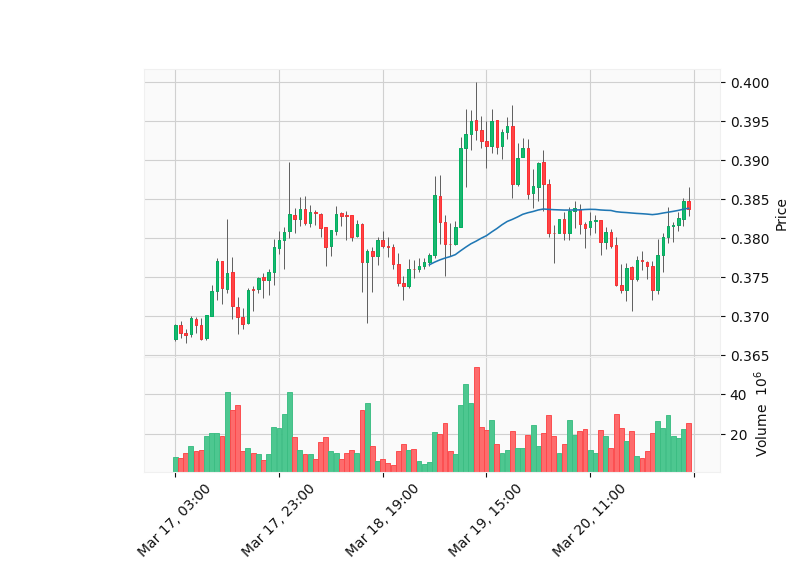 0.400
0.395
0.390
0.385
0.380
0.375
0.370
0.365
Price
40
20
Volume 10^6
Mar 17, 03:00
Mar 17, 23:00
Mar 18, 19:00
Mar 19, 15:00
Mar 20, 11:00